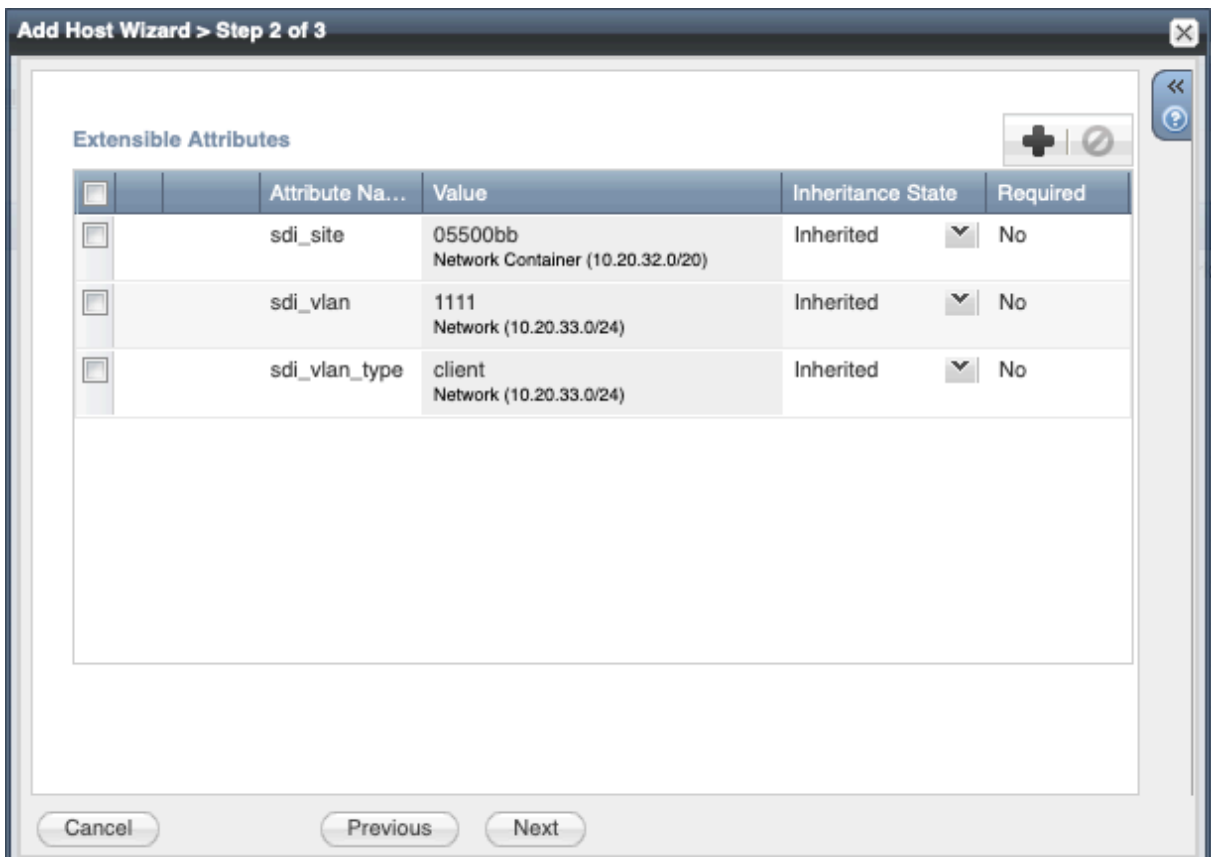 Add Host Wizard > Step 2 of 3
Extensible Attributes
Attribute Na... Value Inheritance State Required
sdi_site 05500bb Inherited No
Network Container (10.20.32.0/20)
sdi_vlan 1111 Inherited No
Network (10.20.33.0/24)
sdi_vlan_type client Inherited No
Network (10.20.33.0/24)
Cancel Previous Next